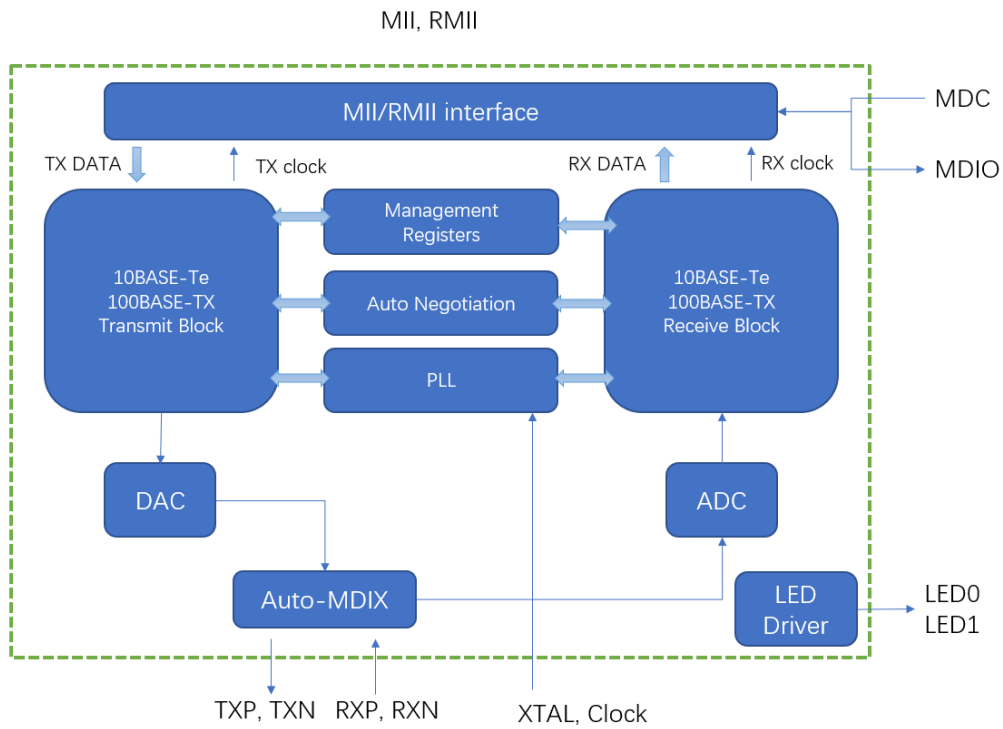 MII, RMII
MII/RMII interface
MDC
MDIO
TX DATA
TX clock
RX DATA
RX clock
Management
Registers
10BASE-Te
100BASE-TX
Transmit Block
Auto Negotiation
10BASE-Te
100BASE-TX
Receive Block
PLL
DAC
ADC
Auto-MDIX
LED
Driver
LED0
LED1
TXP, TXN
RXP, RXN
XTAL, Clock